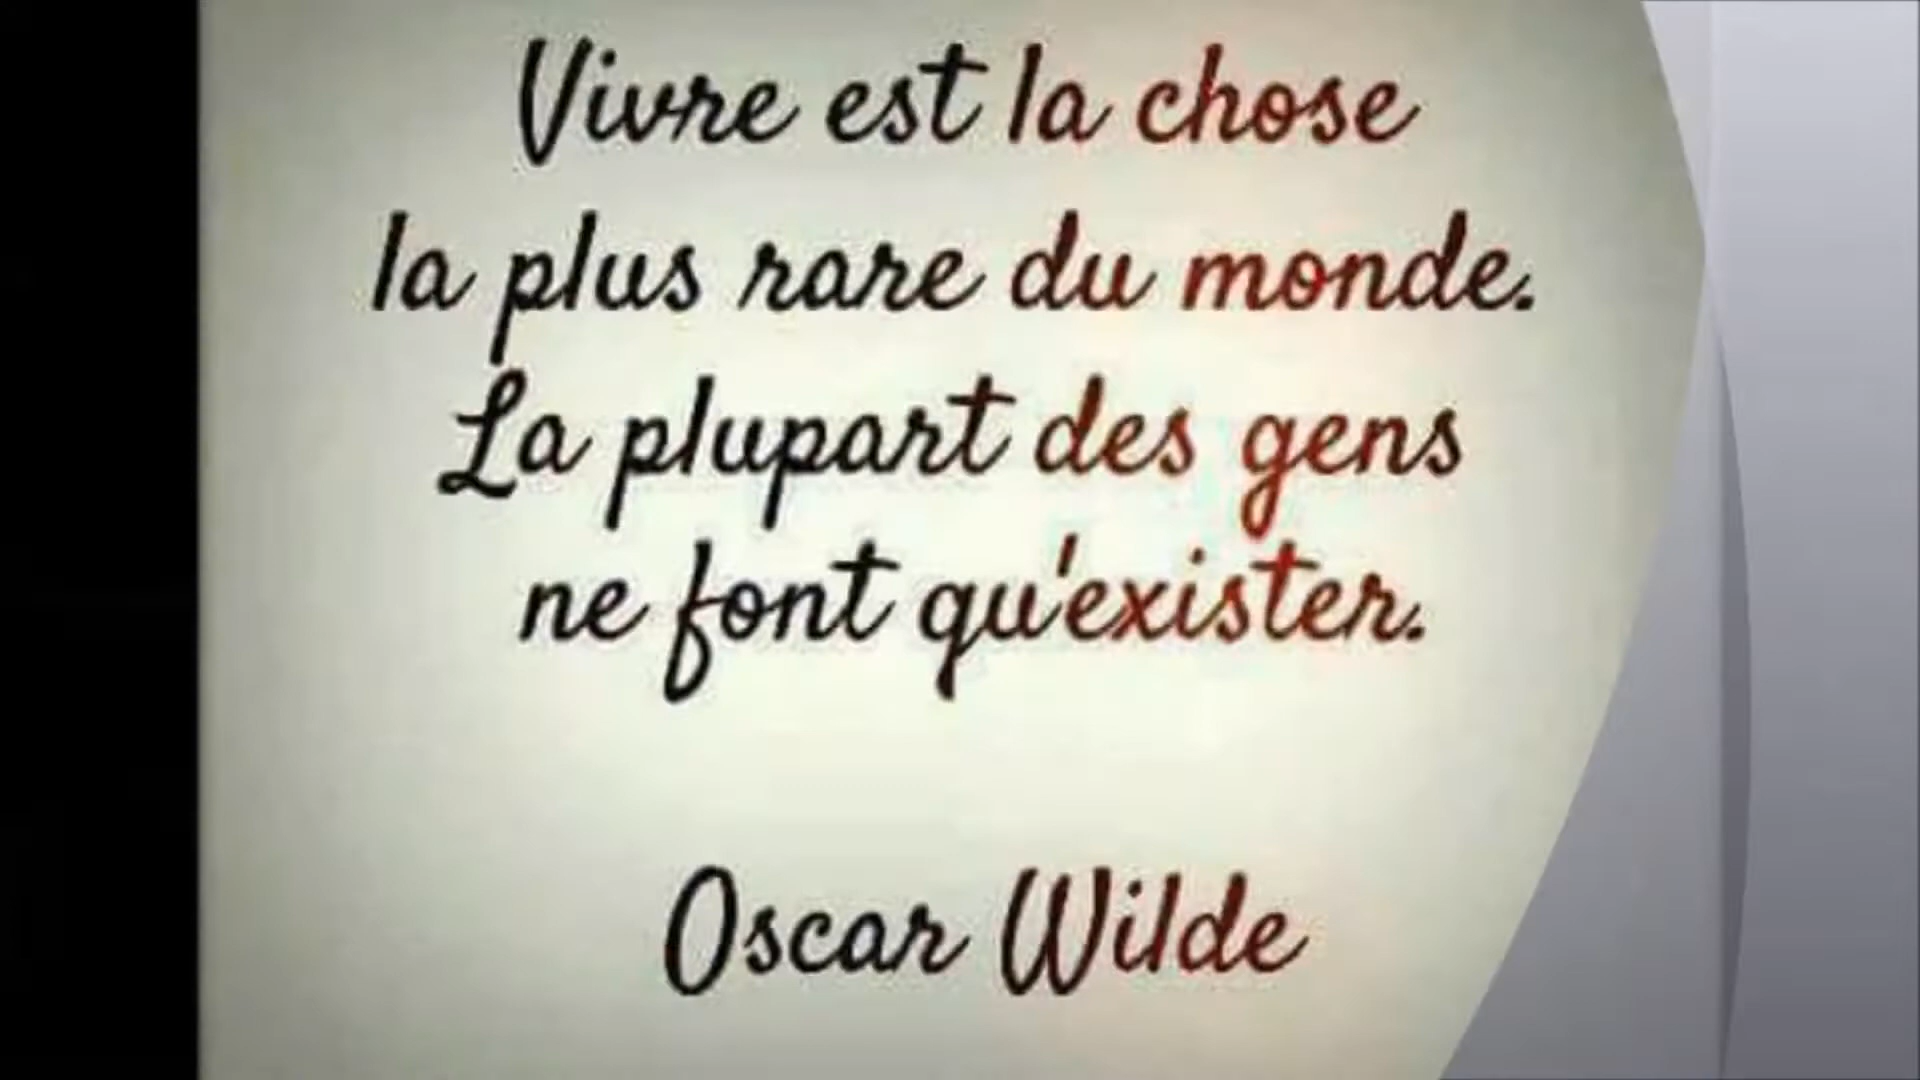 Vivre est la chose
la plus rare du monde.
La plupart des gens
ne font qu'exister.
Oscar Wilde